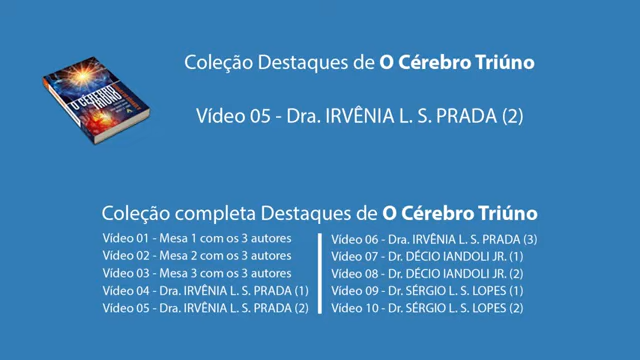 Coleção Destaques de O Cérebro Triúno
O CÉREBRO
TRIÚNO
Vídeo 05 - Dra. IRVÊNIA L. S. PRADA (2)
Coleção completa Destaques de O Cérebro Triúno
Vídeo 01 - Mesa 1 com os 3 autores
Vídeo 02 - Mesa 2 com os 3 autores
Vídeo 03 - Mesa 3 com os 3 autores
Vídeo 04 - Dra. IRVÊNIA L. S. PRADA (1)
Vídeo 05 - Dra. IRVÊNIA L. S. PRADA (2)
Vídeo 06 - Dra. IRVÊNIA L. S. PRADA (3)
Vídeo 07 - Dr. DÉCIO IANDOLI JR. (1)
Vídeo 08 - Dr. DÉCIO IANDOLI JR. (2)
Vídeo 09 - Dr. SÉRGIO L. S. LOPES (1)
Vídeo 10 - Dr. SÉRGIO L. S. LOPES (2)